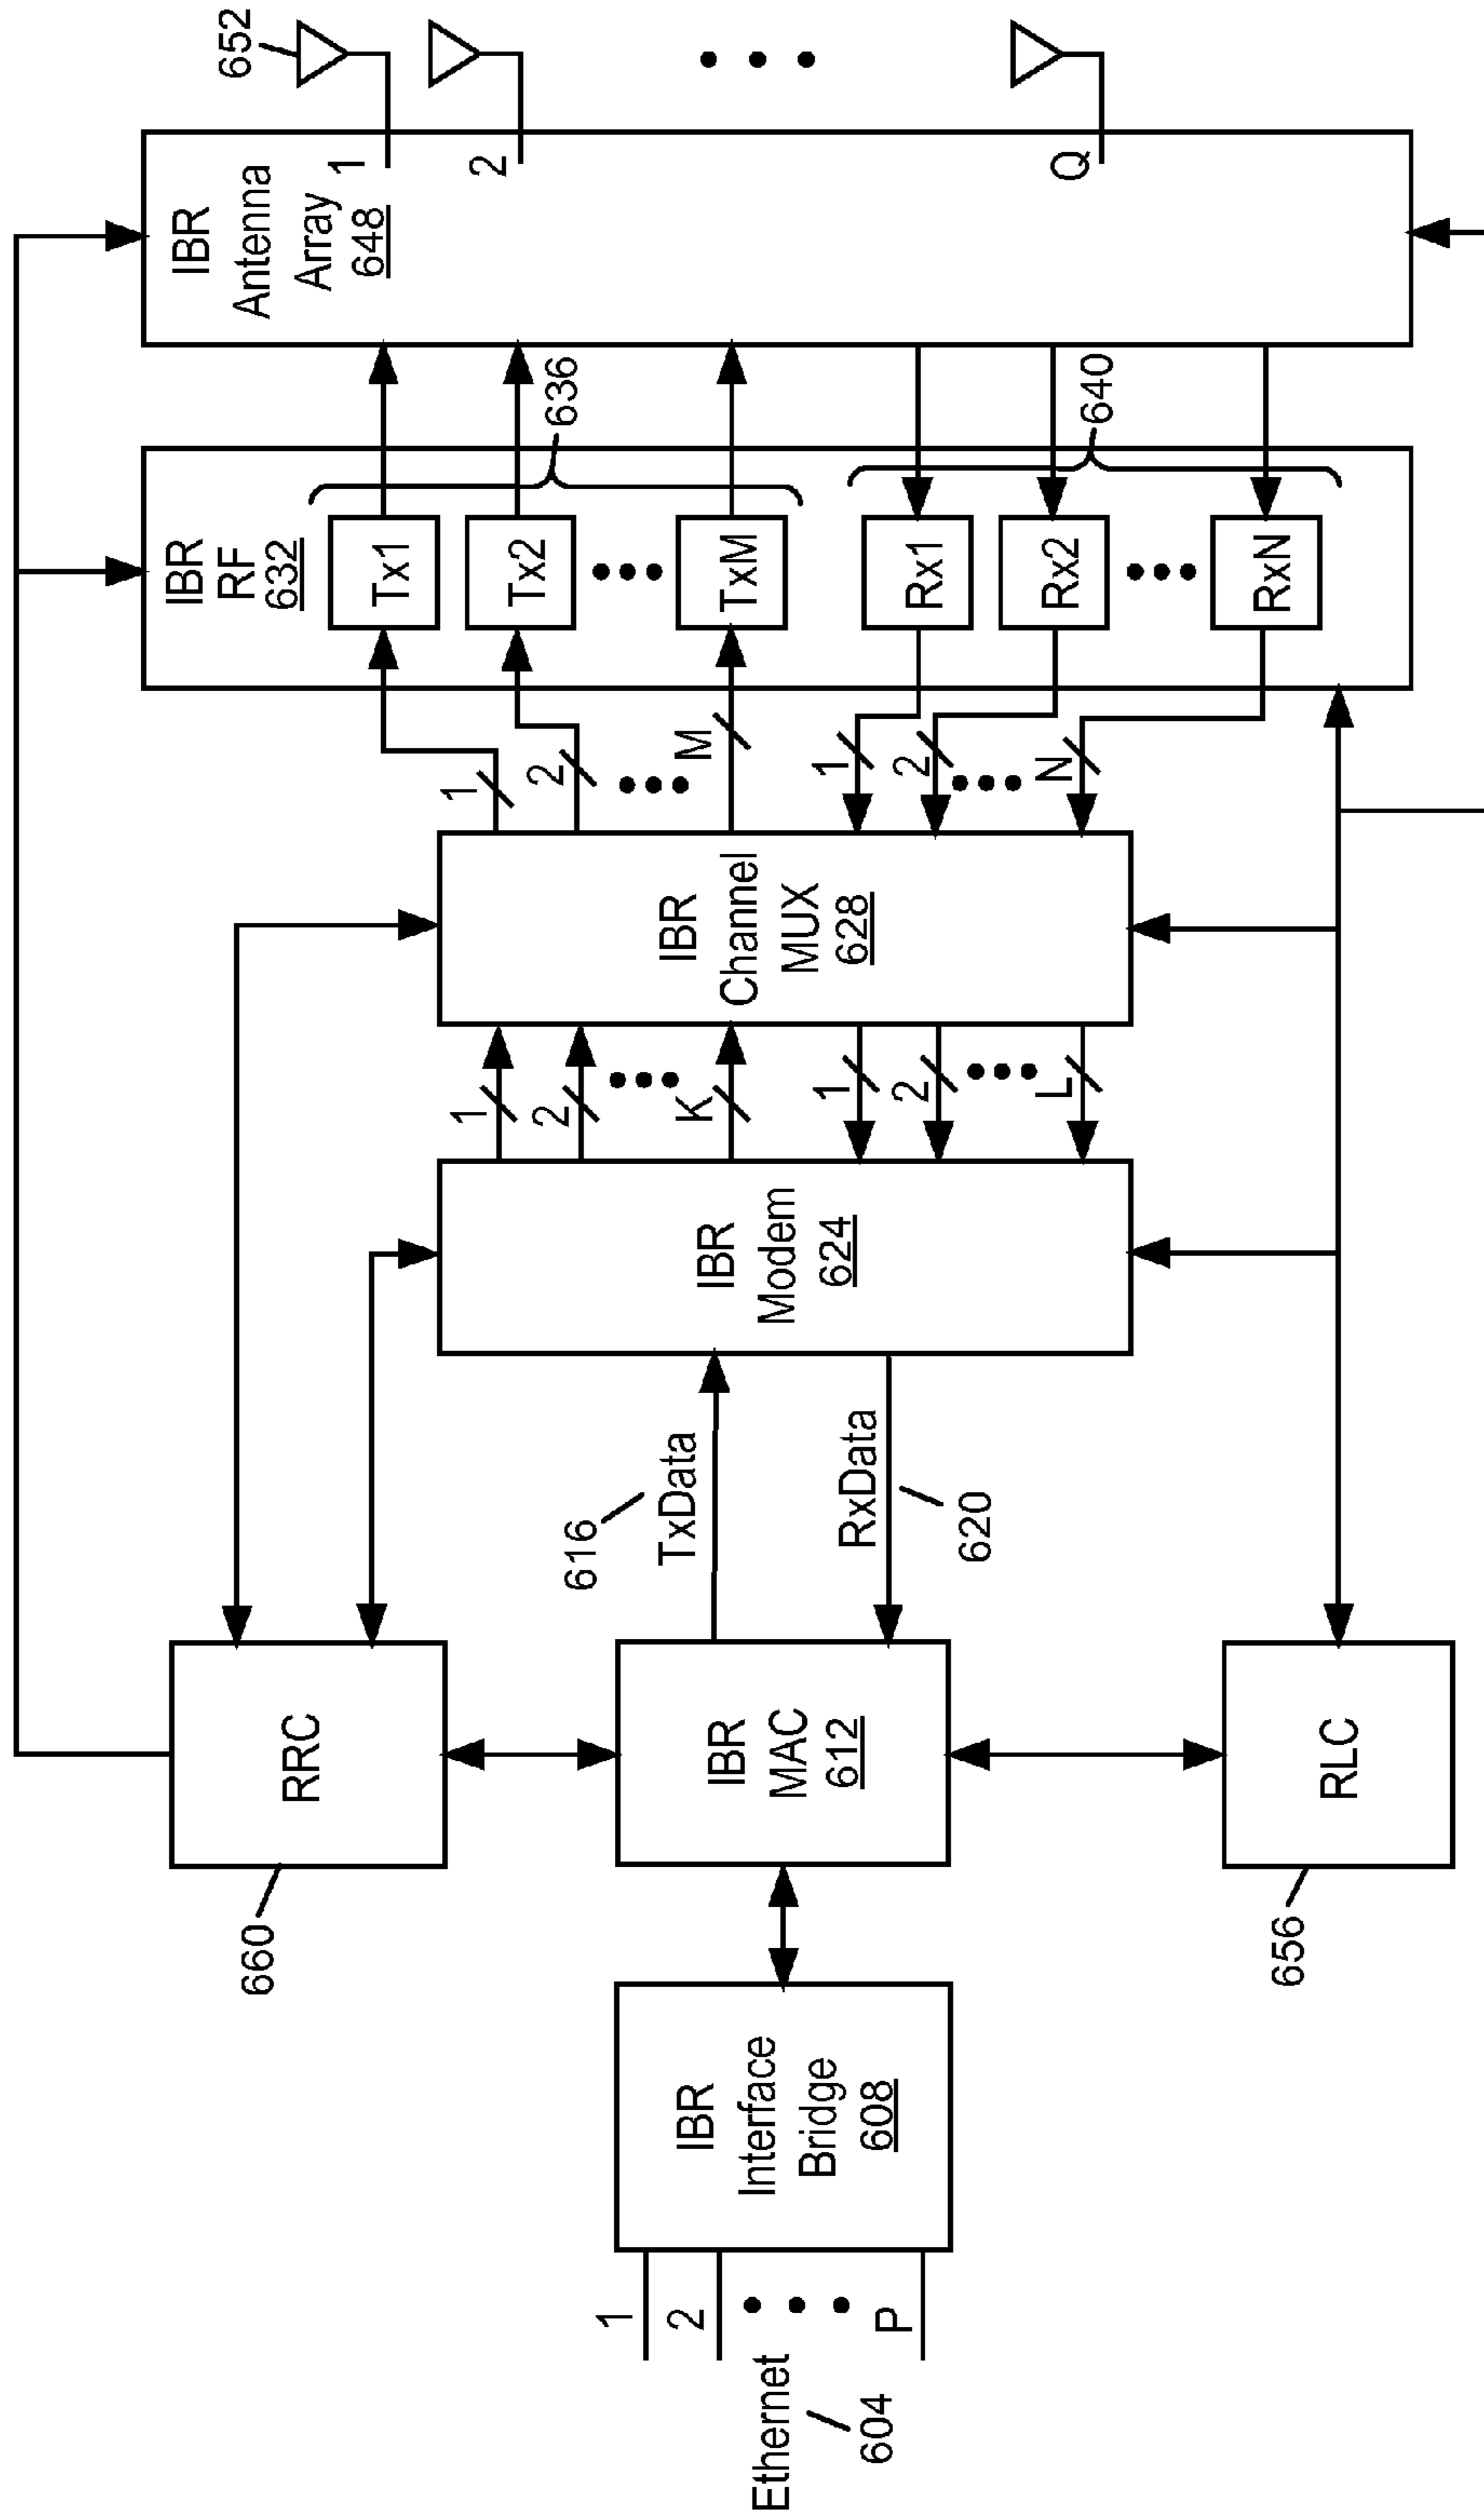 Ethernet
604
1
2
P
IBR
Interface
Bridge
608
660
RRC
IBR
MAC
612
RLC
656
616
TxData
RxData
620
IBR
Modem
624
1
2
K
1
2
L
IBR
Channel
MUX
628
1
2
M
1
2
N
IBR
RF
632
Tx1
Tx2
TxM
Rx1
Rx2
RxN
636
640
IBR
Antenna
Array
648
1
2
Q
652